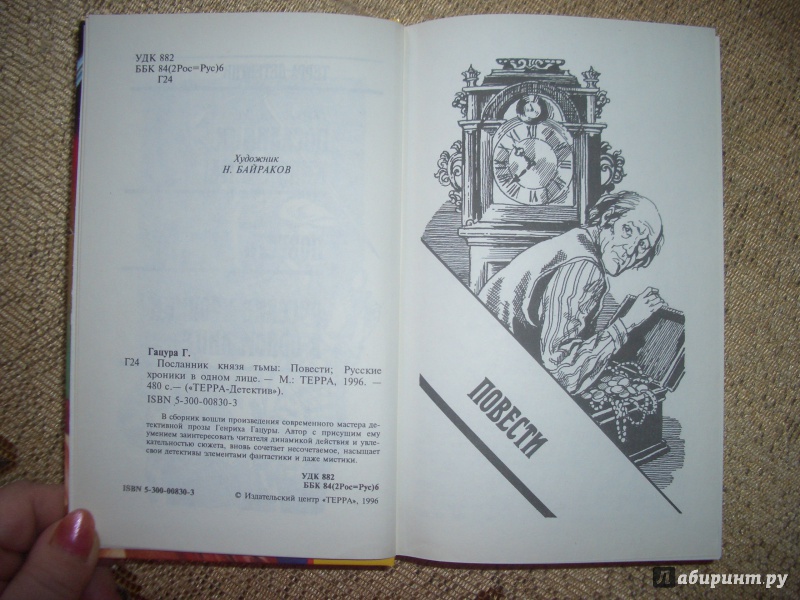 УДК 882
ББК 84(2Рос=Рус)6
Г24
Художник
Н. БАЙРАКОВ
Гацура Г.
Г24 Посланник князя тьмы: Повести; Русские
хроники в одном лице. — М.: ТЕРРА, 1996. —
480 с.— («ТЕРРА-Детектив»).
ISBN 5-300-00830-3
В сборник вошли произведения современного мастера де-
тективной прозы Генриха Гацуры. Автор с присущим ему
умением заинтересовать читателя динамикой действия и увле-
кательностью сюжета, вновь сочетает несочетаемое, насыщает
свои детективы элементами фантастики и даже мистики.
УДК 882
ББК 84(2Рос=Рус)6
ISBN 5-300-00830-3
© Издательский центр «ТЕРРА», 1996
XII
ПОВЕСТИ
Лабиринт.ру